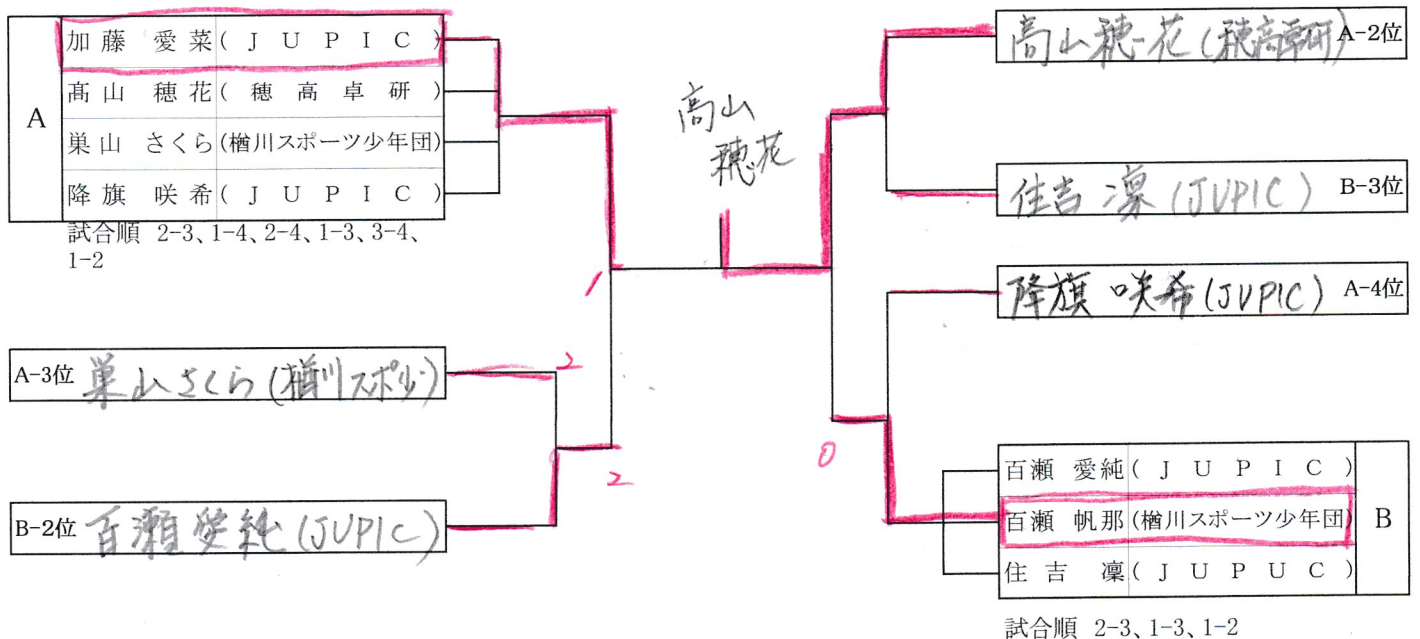 A
加藤 愛菜(JUPIC)
髙山 穂花(穂高卓研)
巣山 さくら(楢川スポーツ少年団)
降旗 咲希(JUPIC)
試合順 2-3、1-4、2-4、1-3、3-4、
1-2
A-3位 巣山さくら(楢川スポ少)
B-2位 百瀬愛純(JUPIC)
1
2
2
高山
穂花
高山穂花(穂高卓研) A-2位
住吉 凜(JUPIC) B-3位
降旗 咲希(JUPIC) A-4位
0
百瀬 愛純(JUPIC)
百瀬 帆那(楢川スポーツ少年団)
住吉 凜(JUPUC)
B
試合順 2-3、1-3、1-2